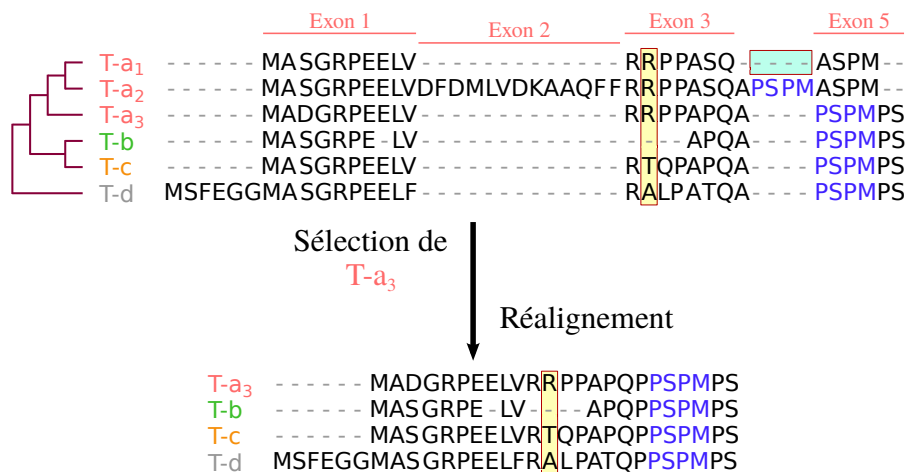 Exon 1 Exon 2 Exon 3 Exon 5
T-a1 - - - - - - MASGRPEELV - - - - - - - - - - - - - RRPPASQ - - - - - ASPM - -
T-a2 - - - - - - MASGRPEELVDFDMLVDKAAQFFRRPPASQAPSPMASPM - -
T-a3 - - - - - - MADGRPEELV - - - - - - - - - - - - - RRPPAPQA - - - - PSPMPS
T-b - - - - - - MASGRPE - LV - - - - - - - - - - - - - - - - - APQA - - - - PSPMPS
T-c - - - - - - MASGRPEELV - - - - - - - - - - - - - RTQPAPQA - - - - PSPMPS
T-d MSFEGGMASGRPEELF - - - - - - - - - - - - - RALPATQA - - - - PSPMPS
Sélection de
T-a3
Réalignement
T-a3 - - - - - - MADGRPEELVRRPPAPQPPSPMPS
T-b - - - - - - MASGRPE - LV - - - - APQPPSPMPS
T-c - - - - - - MASGRPEELVRTQPAPQPPSPMPS
T-d MSFEGGMASGRPEELFRALPATQPPSPMPS